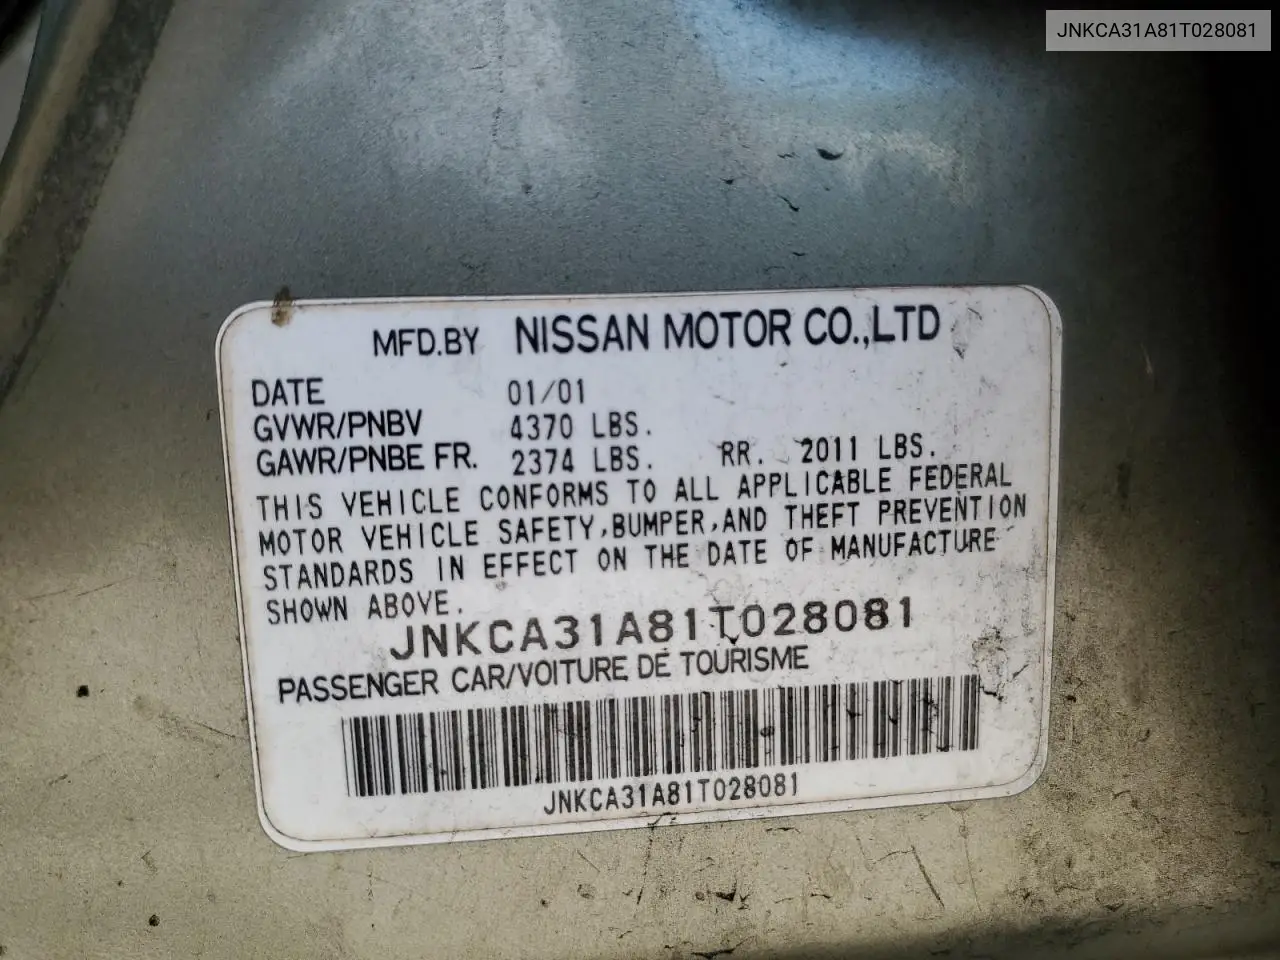 JNKCA31A81T028081
MFD.BY NISSAN MOTOR CO.,LTD
DATE 01/01
GVWR/PNBV 4370 LBS.
GAWR/PNBE FR. 2374 LBS. RR. 2011 LBS.
THIS VEHICLE CONFORMS TO ALL APPLICABLE FEDERAL
MOTOR VEHICLE SAFETY,BUMPER,AND THEFT PREVENTION
STANDARDS IN EFFECT ON THE DATE OF MANUFACTURE
SHOWN ABOVE.
JNKCA31A81T028081
PASSENGER CAR/VOITURE DE TOURISME
JNKCA31A81T028081